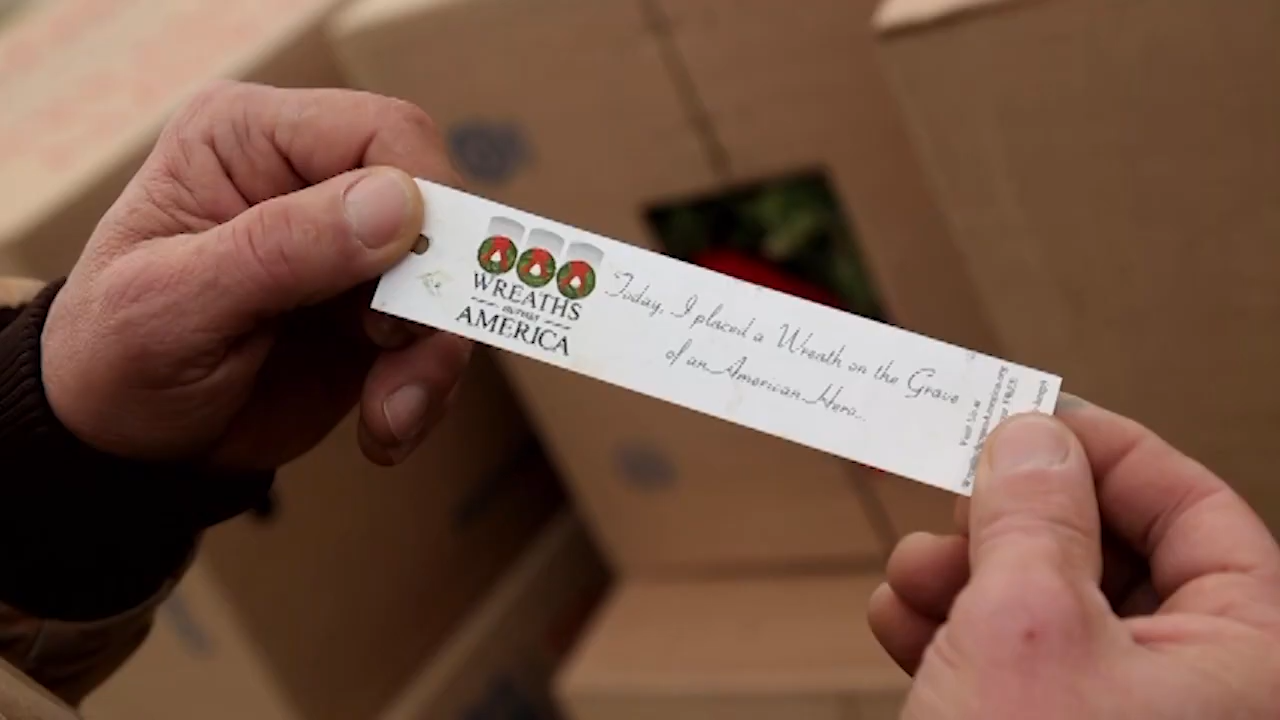 WREATHS
across
AMERICA
Today, I placed a Wreath on the Grave
of an American Hero...